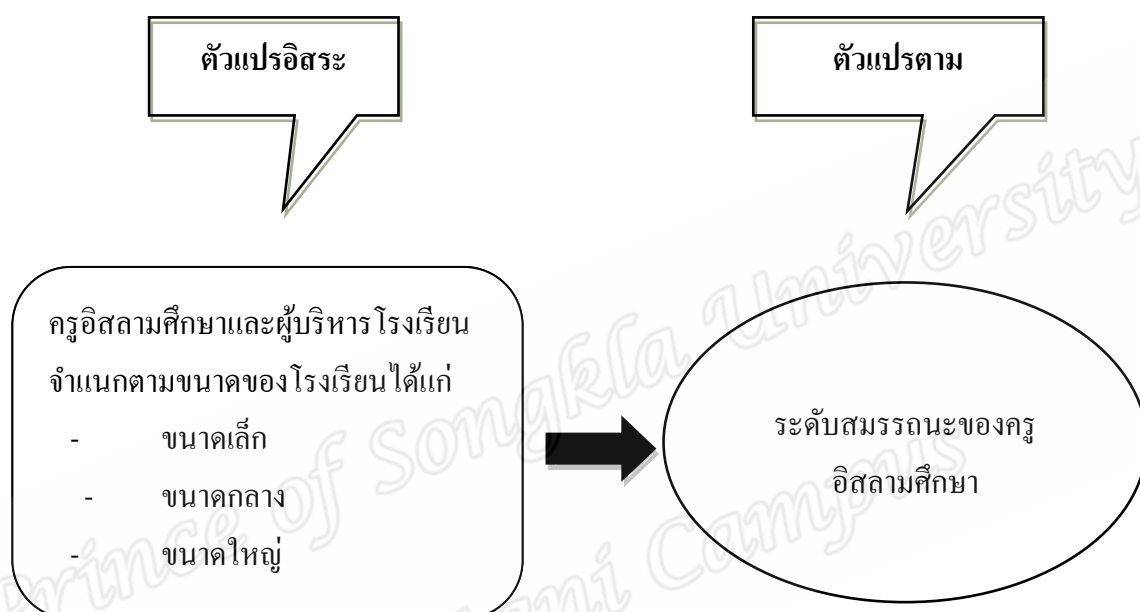 ตัวแปรอิสระ
ตัวแปรตาม
ครูอิสลามศึกษาและผู้บริหารโรงเรียน
จำแนกตามขนาดของโรงเรียนได้แก่
- ขนาดเล็ก
- ขนาดกลาง
- ขนาดใหญ่
ระดับสมรรถนะของครู
อิสลามศึกษา
Prince of Songkla University
ani Campus